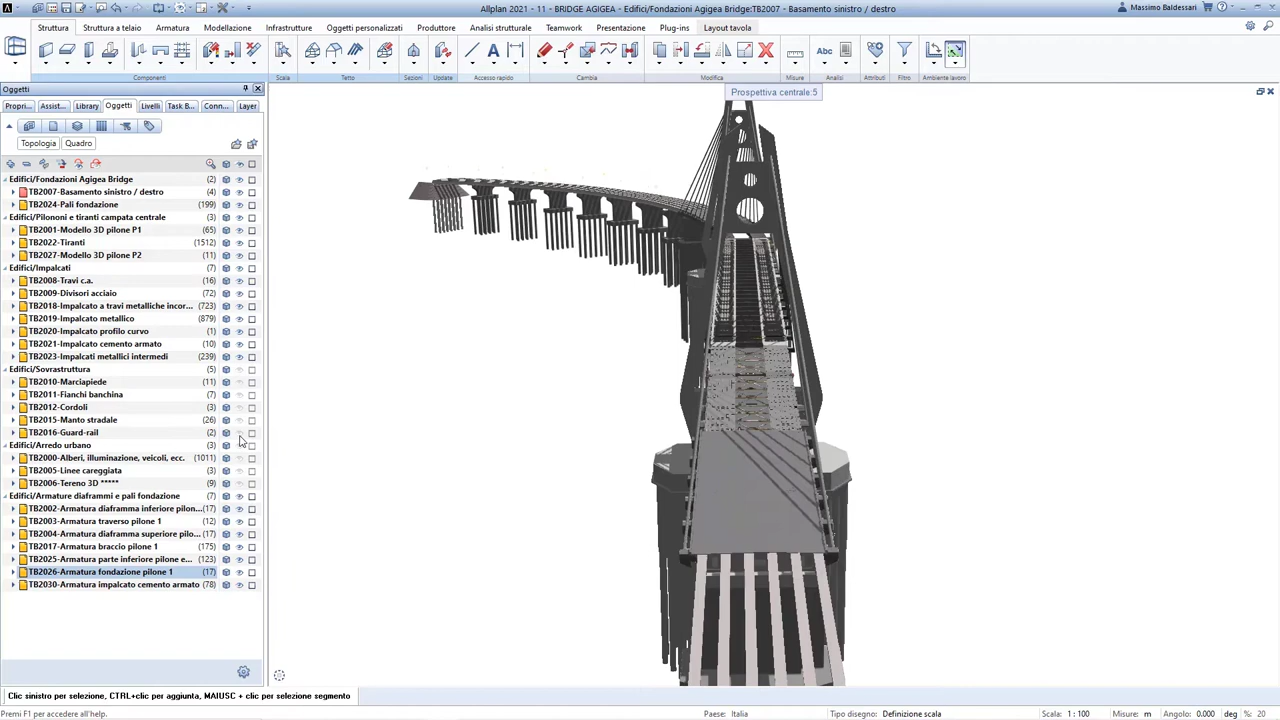 Allplan 2021 - 11 - BRIDGE AGIGEA - Edifici/Fondazioni Agigea Bridge:TB2007 - Basamento sinistro / destro
Massimo Baldessari
Struttura Struttura a telaio Armatura Modellazione Infrastrutture Oggetti personalizzati Geometria Analisi strutturale Teamwork Presentazione Plug-ins Layout tavola
Componenti Scala Tetto Sezioni Update Accesso rapido Cambia Modifica Misure Analisi Attributi Filtro Ambiente lavoro
Abc
Oggetti
Propri... Assist... Library Oggetti Livelli Task B... Conn... Layer
Prospettiva centrale:5
Topologia Quadro
Edifici/Fondazioni Agigea Bridge (2)
TB2007-Basamento sinistro / destro (4)
TB2024-Pali fondazione (199)
Edifici/Pilononi e tiranti campata centrale (3)
TB2001-Modello 3D pilone P1 (65)
TB2022-Tiranti (1512)
TB2027-Modello 3D pilone P2 (11)
Edifici/Impalcati (7)
TB2008-Travi c.a. (16)
TB2009-Divisori acciaio (72)
TB2018-Impalcato a travi metalliche incor... (723)
TB2019-Impalcato metallico (879)
TB2020-Impalcato profilo curvo (1)
TB2021-Impalcato cemento armato (10)
TB2023-Impalcati metallici intermedi (239)
Edifici/Sovrastruttura (5)
TB2010-Marciapiede (11)
TB2011-Fianchi banchina (7)
TB2012-Cordoli (3)
TB2015-Manto stradale (26)
TB2016-Guard-rail (2)
Edifici/Arredo urbano (3)
TB2000-Alberi, illuminazione, veicoli, ecc. (1011)
TB2005-Linee careggiata (3)
TB2006-Tereno 3D ***** (9)
Edifici/Armature diaframmi e pali fondazione (7)
TB2002-Armatura diaframma inferiore pilon... (17)
TB2003-Armatura traverso pilone 1 (12)
TB2004-Armatura diaframma superiore pilo... (17)
TB2017-Armatura braccio pilone 1 (175)
TB2025-Armatura parte inferiore pilone e... (123)
TB2026-Armatura fondazione pilone 1 (17)
TB2030-Armatura impalcato cemento armato (78)
Clic sinistro per selezione, CTRL+clic per aggiunta, MAIUSC + clic per selezione segmento
Premi F1 per accedere all'help. Paese: Italia Tipo disegno: Definizione scala Scala: 1 : 100 Misure: m Angolo: 0.000 deg %: 20